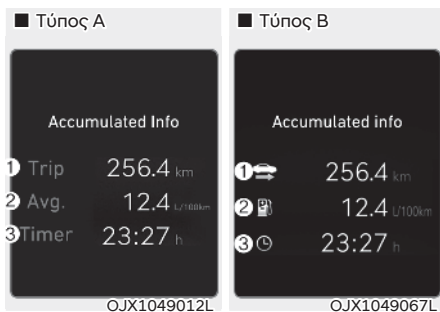 ■ Τύπος A
Accumulated Info
1 Trip 256.4 km
2 Avg. 12.4 L/100km
3 Timer 23:27 h
OJX1049012L
■ Τύπος B
Accumulated info
1 256.4 km
2 12.4 L/100km
3 23:27 h
OJX1049067L